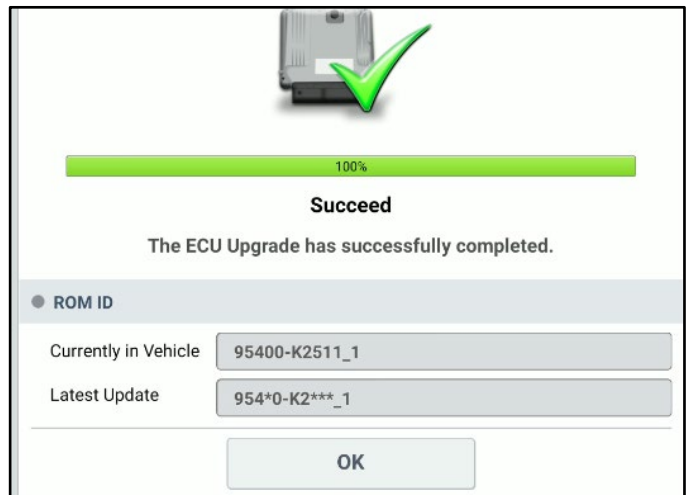 100%
Succeed
The ECU Upgrade has successfully completed.
ROM ID
Currently in Vehicle 95400-K2511_1
Latest Update 954*0-K2***_1
OK